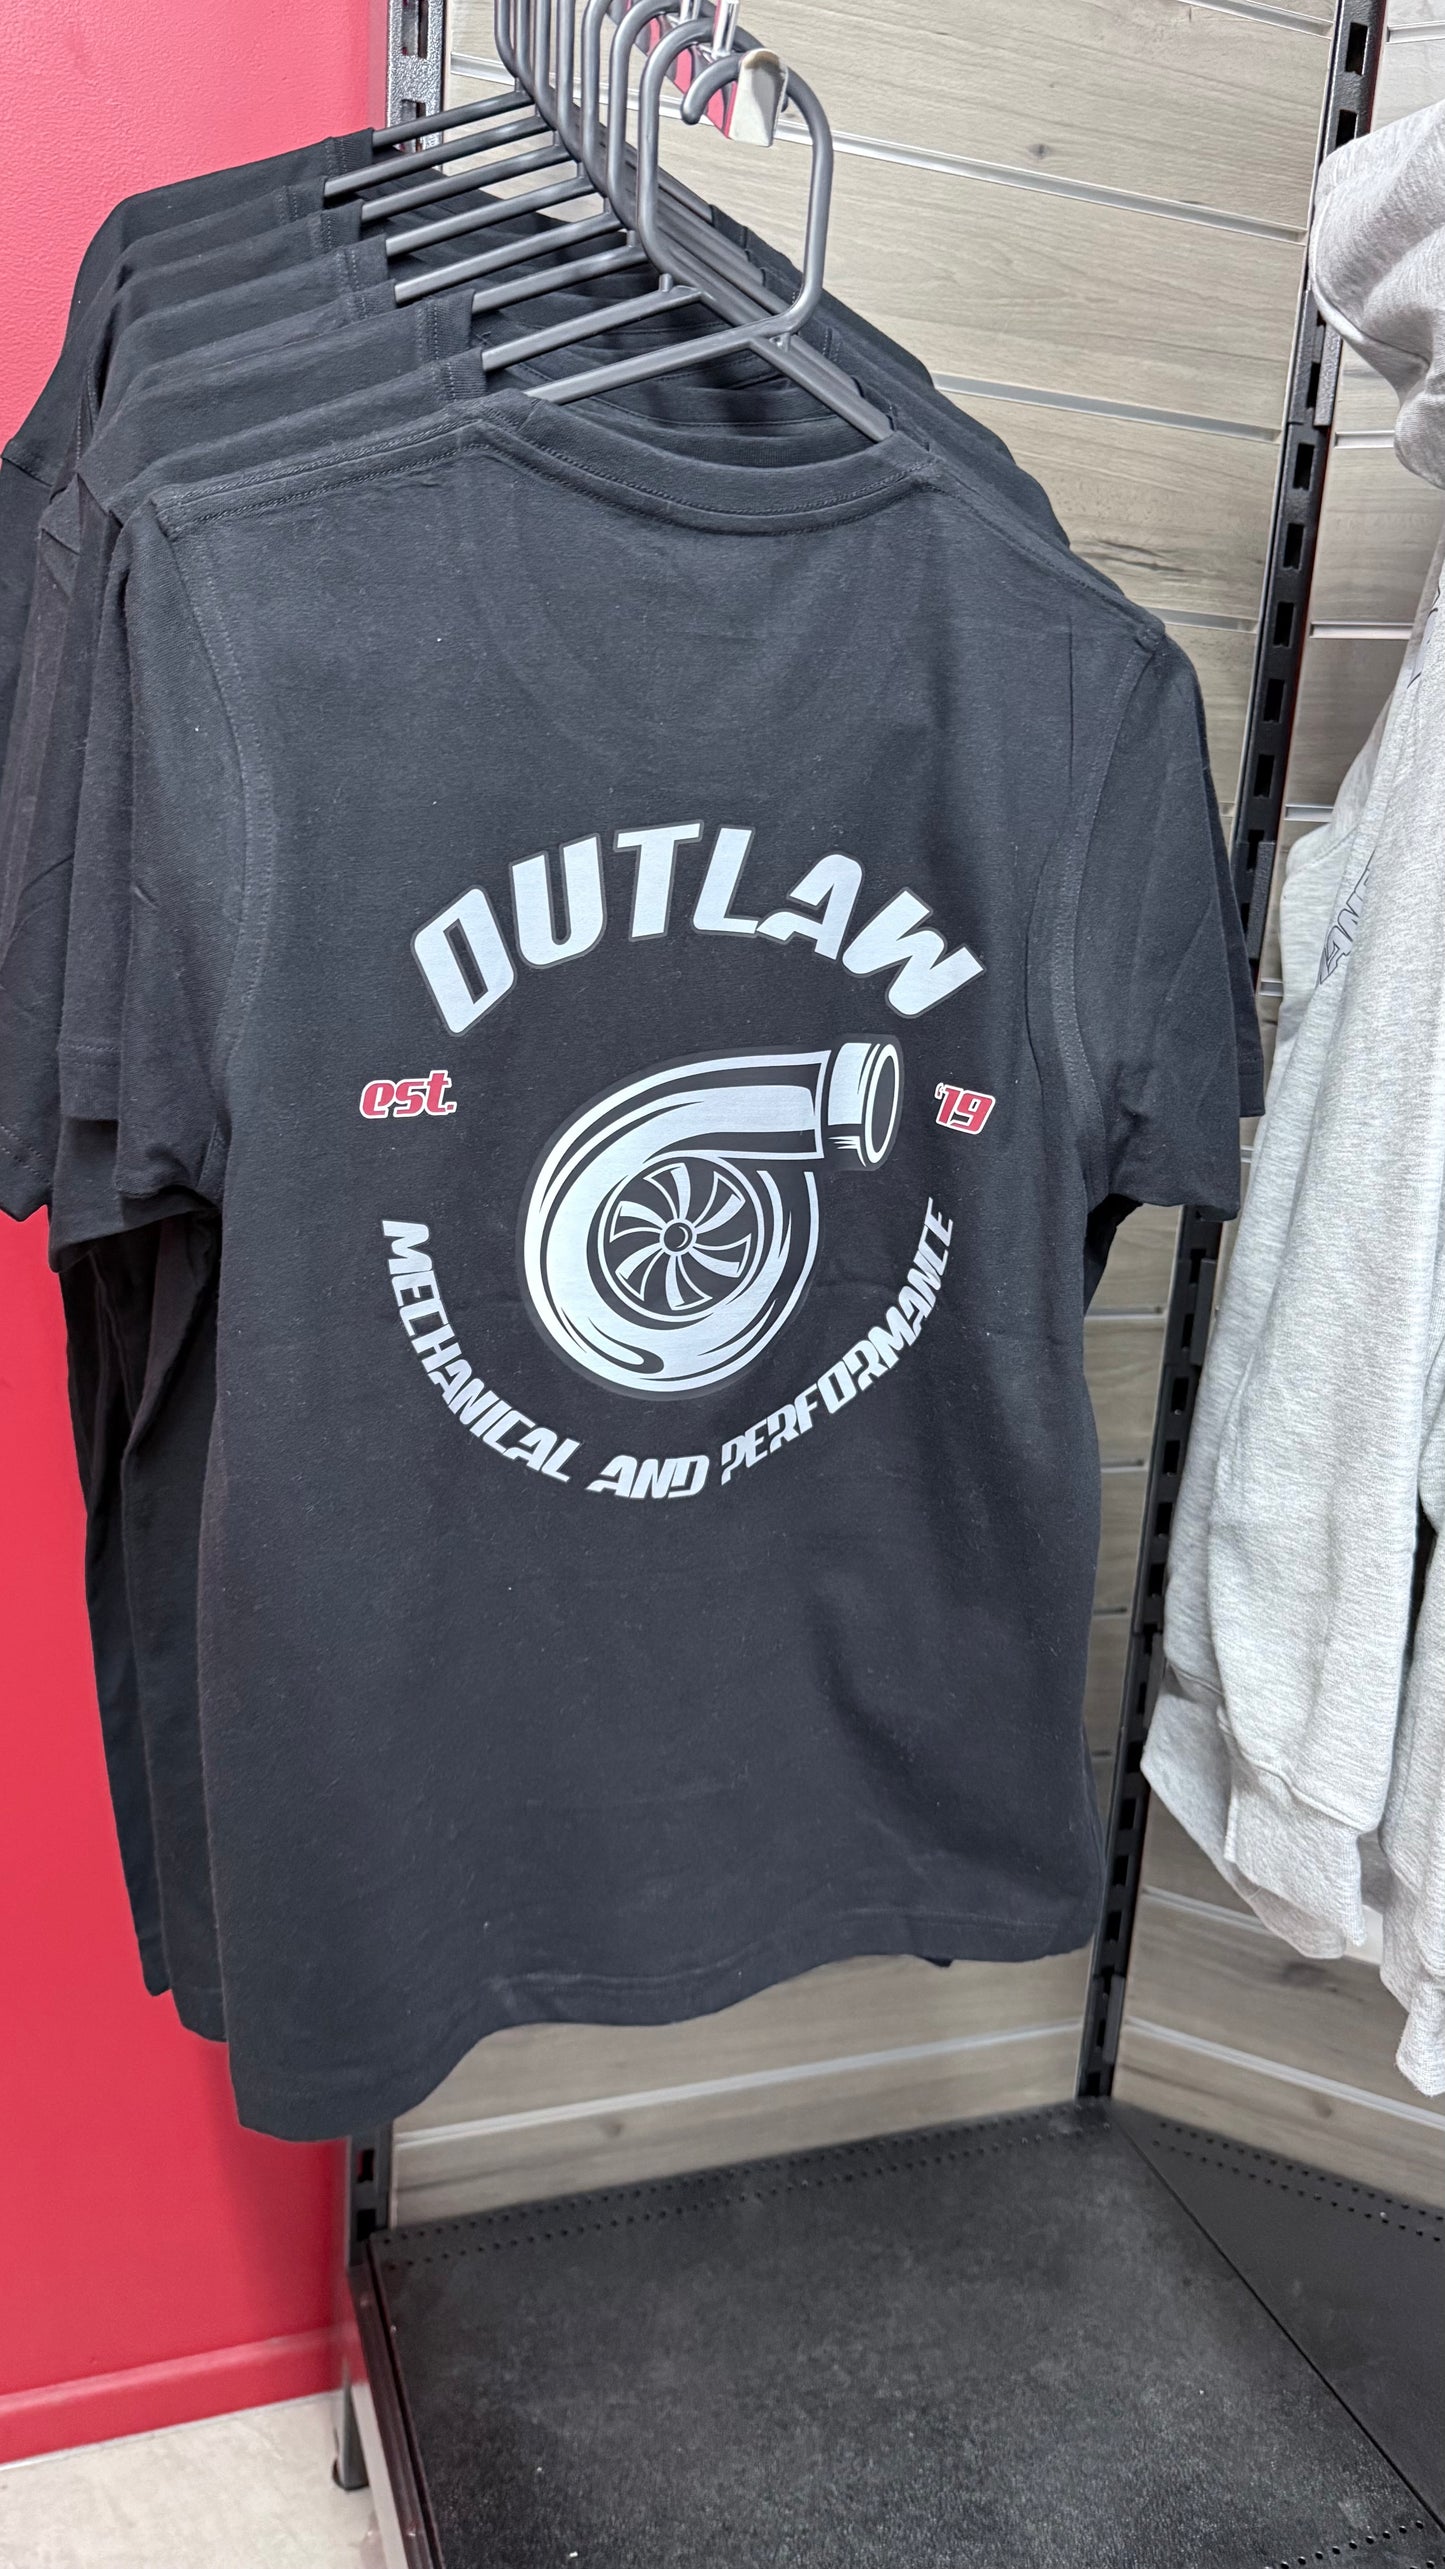 OUTLAW
est. '19
MECHANICAL AND PERFORMANCE